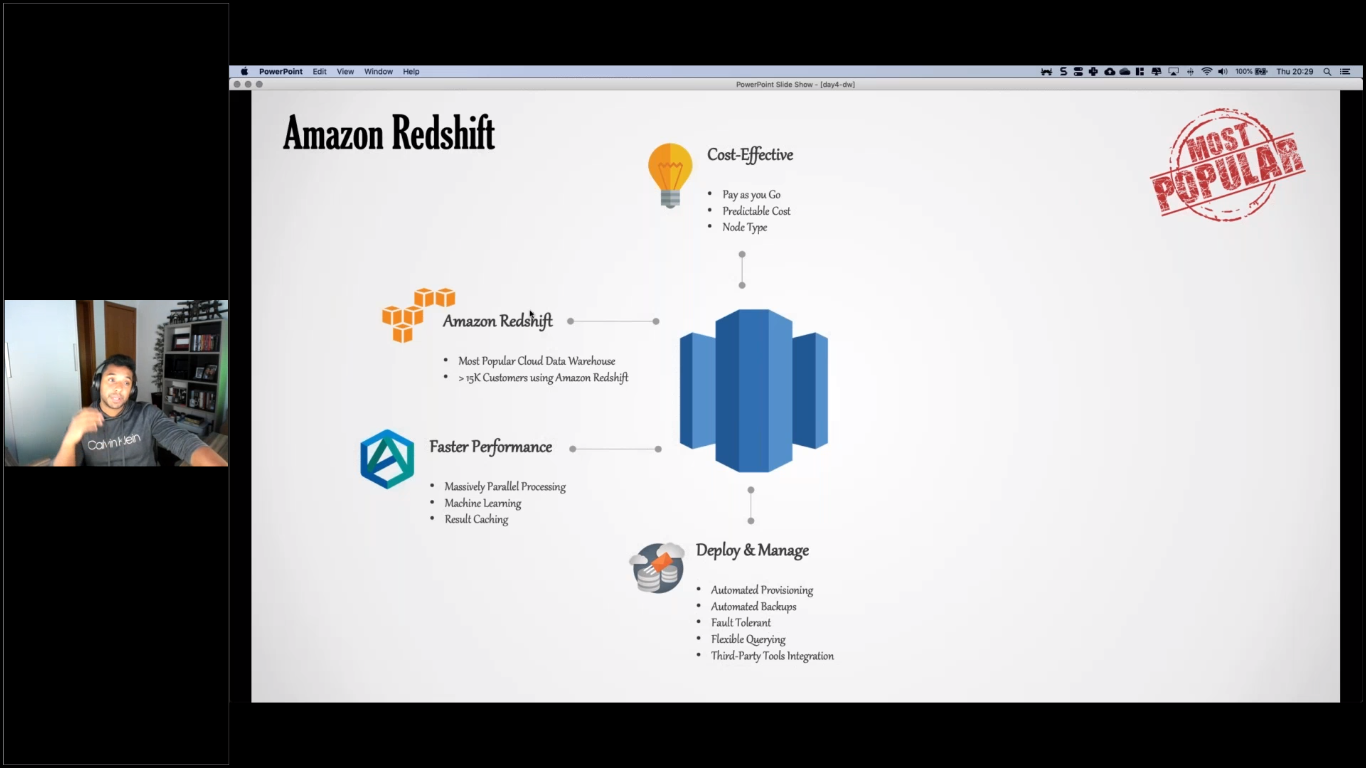 PowerPoint Edit View Window Help
100% Thu 20:29
PowerPoint Slide Show - [day4-dw]
Amazon Redshift
MOST
POPULAR
Cost-Effective
• Pay as you Go
• Predictable Cost
• Node Type
Amazon Redshift
• Most Popular Cloud Data Warehouse
• > 15K Customers using Amazon Redshift
Faster Performance
• Massively Parallel Processing
• Machine Learning
• Result Caching
Deploy & Manage
• Automated Provisioning
• Automated Backups
• Fault Tolerant
• Flexible Querying
• Third-Party Tools Integration
Calvin Klein